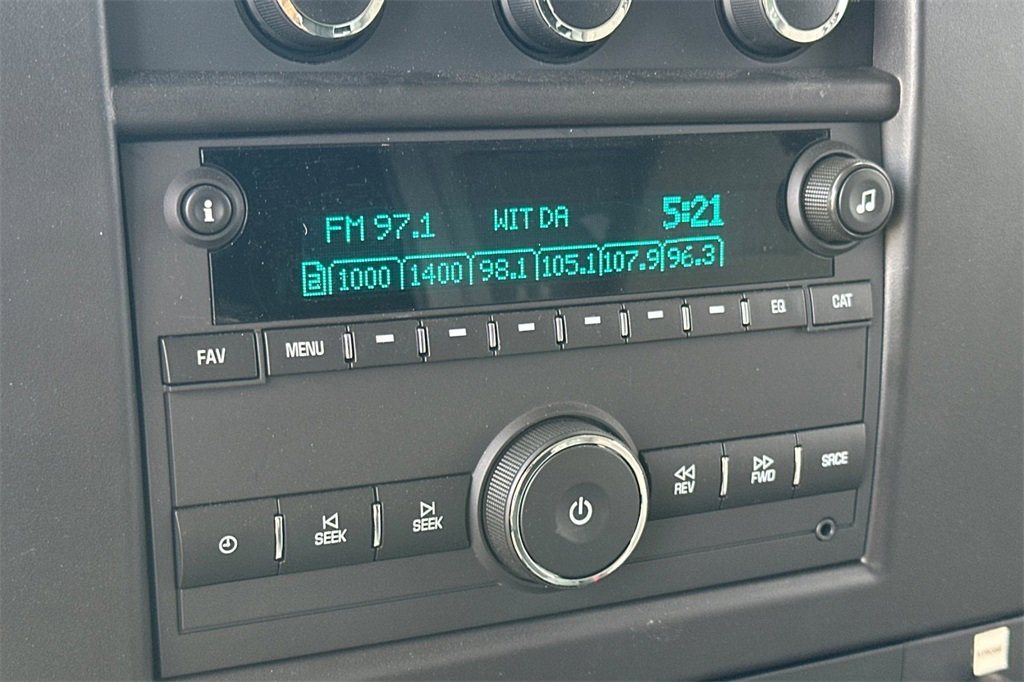 i
FM 97.1 WIT DA 5:21
2 1000 1400 98.1 105.1 107.9 96.3
FAV MENU EQ CAT
SEEK SEEK REV FWD SRCE